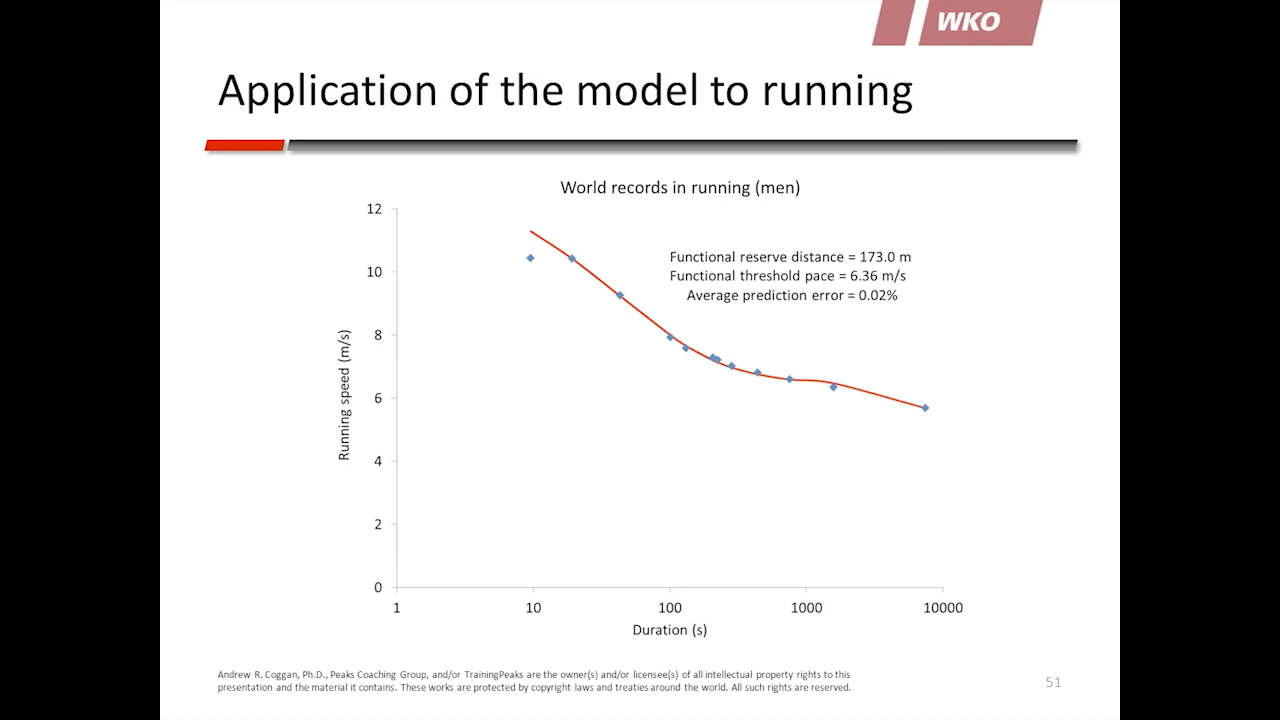 WKO
Application of the model to running
World records in running (men)
12
10
8
6
4
2
0
Running speed (m/s)
Functional reserve distance = 173.0 m
Functional threshold pace = 6.36 m/s
Average prediction error = 0.02%
1 10 100 1000 10000
Duration (s)
Andrew R. Coggan, Ph.D., Peaks Coaching Group, and/or TrainingPeaks are the owner(s) and/or licensee(s) of all intellectual property rights to this
presentation and the material it contains. These works are protected by copyright laws and treaties around the world. All such rights are reserved.
51